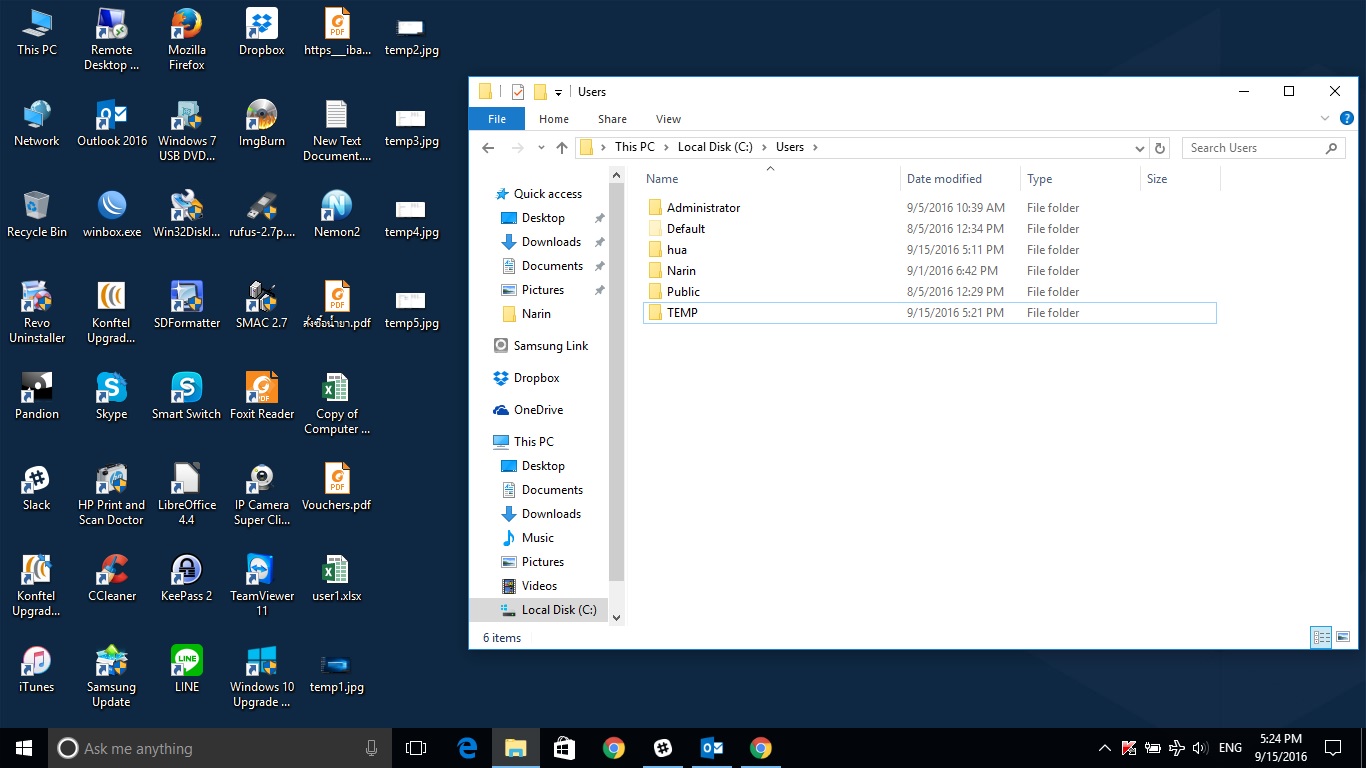 This PC
Remote
Desktop ...
Mozilla
Firefox
Dropbox
PDF
https___iba...
temp2.jpg
Network
Outlook 2016
Windows 7
USB DVD...
ImgBurn
New Text
Document....
temp3.jpg
Recycle Bin
winbox.exe
Win32DiskI...
rufus-2.7p....
Nemon2
temp4.jpg
Revo
Uninstaller
Konftel
Upgrad...
SDFormatter
SMAC 2.7
PDF
สั่งซื้อน้ำยา.pdf
temp5.jpg
Pandion
Skype
Smart Switch
Foxit Reader
PDF
Copy of
Computer ...
Slack
HP Print and
Scan Doctor
LibreOffice
4.4
IP Camera
Super Cli...
PDF
Vouchers.pdf
Konftel
Upgrad...
CCleaner
KeePass 2
TeamViewer
11
user1.xlsx
iTunes
Samsung
Update
LINE
LINE
Windows 10
Upgrade ...
temp1.jpg
Users
File
Home
Share
View
This PC
Local Disk (C:)
Users
Search Users
Quick access
Desktop
Downloads
Documents
Pictures
Narin
Samsung Link
Dropbox
OneDrive
This PC
Desktop
Documents
Downloads
Music
Pictures
Videos
Local Disk (C:)
Name
Date modified
Type
Size
Administrator 9/5/2016 10:39 AM File folder
Default 8/5/2016 12:34 PM File folder
hua 9/15/2016 5:11 PM File folder
Narin 9/1/2016 6:42 PM File folder
Public 8/5/2016 12:29 PM File folder
TEMP 9/15/2016 5:21 PM File folder
6 items
Ask me anything
ENG
5:24 PM
9/15/2016